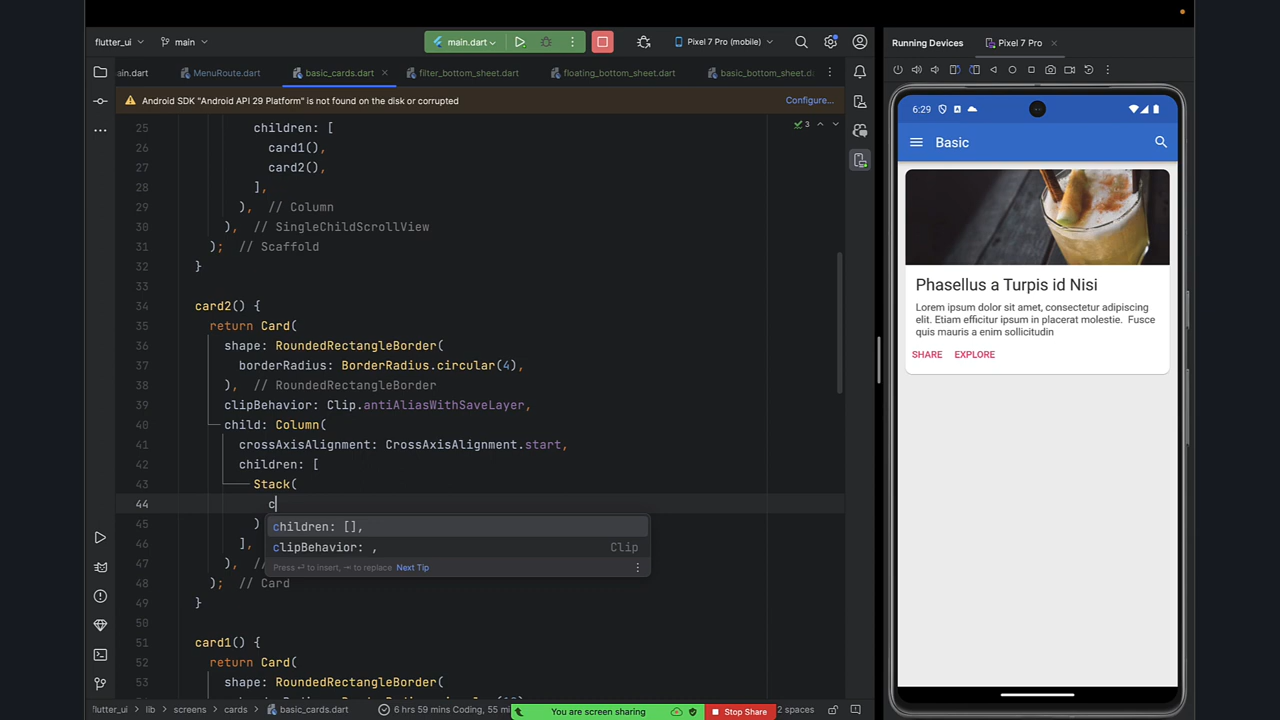 flutter_ui
main
main.dart
Pixel 7 Pro (mobile)
Running Devices
Pixel 7 Pro
ain.dart
MenuRoute.dart
basic_cards.dart
filter_bottom_sheet.dart
floating_bottom_sheet.dart
basic_bottom_sheet.da
Android SDK "Android API 29 Platform" is not found on the disk or corrupted
Configure...
3
25 children: [
26 card1(),
27 card2(),
28 ],
29 ), // Column
30 ), // SingleChildScrollView
31 ); // Scaffold
32 }
33
34 card2() {
35 return Card(
36 shape: RoundedRectangleBorder(
37 borderRadius: BorderRadius.circular(4),
38 ), // RoundedRectangleBorder
39 clipBehavior: Clip.antiAliasWithSaveLayer,
40 child: Column(
41 crossAxisAlignment: CrossAxisAlignment.start,
42 children: [
43 Stack(
44 c
children: [],
45 )
clipBehavior: , Clip
46 ],
Press ⏎ to insert, ⇥ to replace Next Tip
47 ), //
48 ); // Card
49 }
50
51 card1() {
52 return Card(
53 shape: RoundedRectangleBorder(
flutter_ui
lib
screens
cards
basic_cards.dart
6 hrs 59 mins Coding, 55 mi
You are screen sharing
Stop Share
2 spaces
6:29
Basic
Phasellus a Turpis id Nisi
Lorem ipsum dolor sit amet, consectetur adipiscing
elit. Etiam efficitur ipsum in placerat molestie. Fusce
quis mauris a enim sollicitudin
SHARE EXPLORE